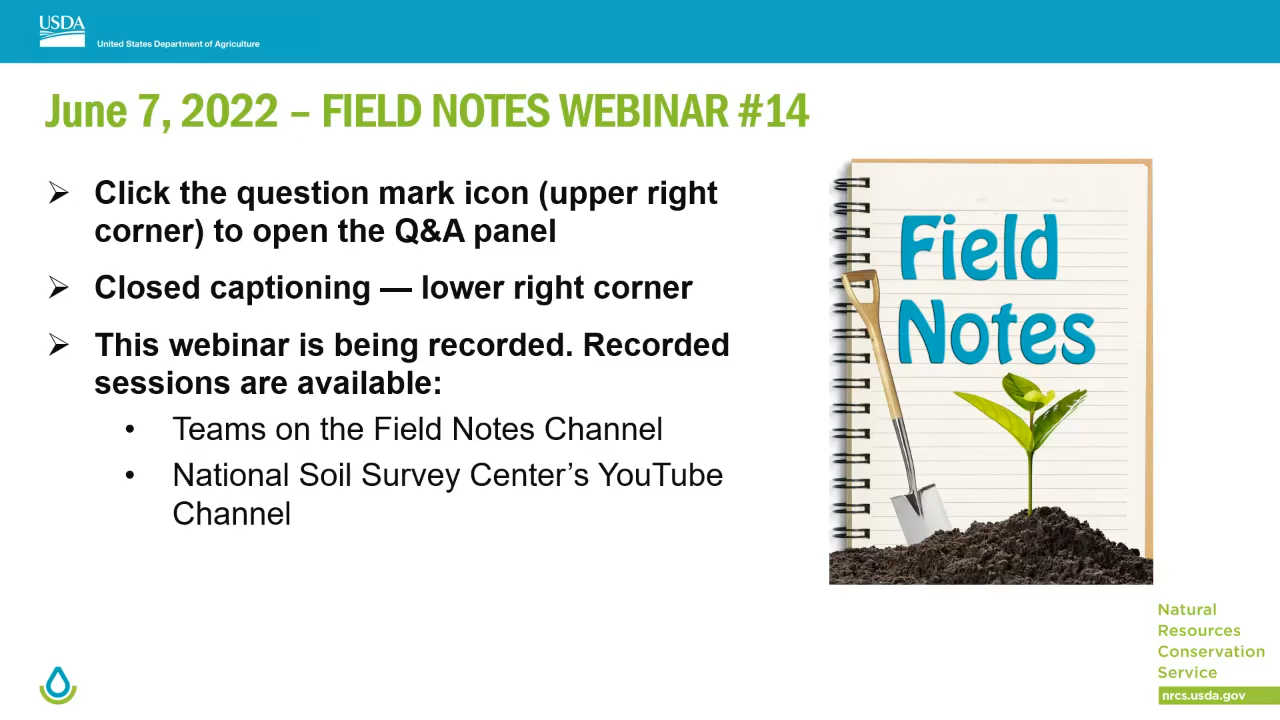 USDA
United States Department of Agriculture
June 7, 2022 – FIELD NOTES WEBINAR #14
➢ Click the question mark icon (upper right
corner) to open the Q&A panel
➢ Closed captioning — lower right corner
➢ This webinar is being recorded. Recorded
sessions are available:
• Teams on the Field Notes Channel
• National Soil Survey Center’s YouTube
Channel
Field
Notes
Natural
Resources
Conservation
Service
nrcs.usda.gov